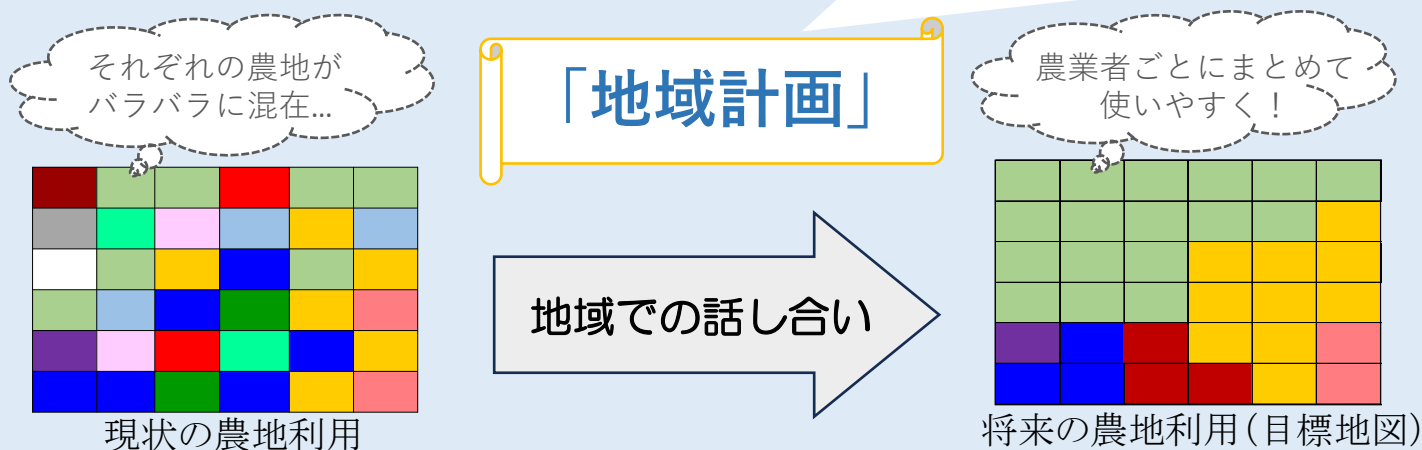 それぞれの農地が
バラバラに混在…
「地域計画」
農業者ごとにまとめて
使いやすく！
地域での話し合い
現状の農地利用
将来の農地利用(目標地図)